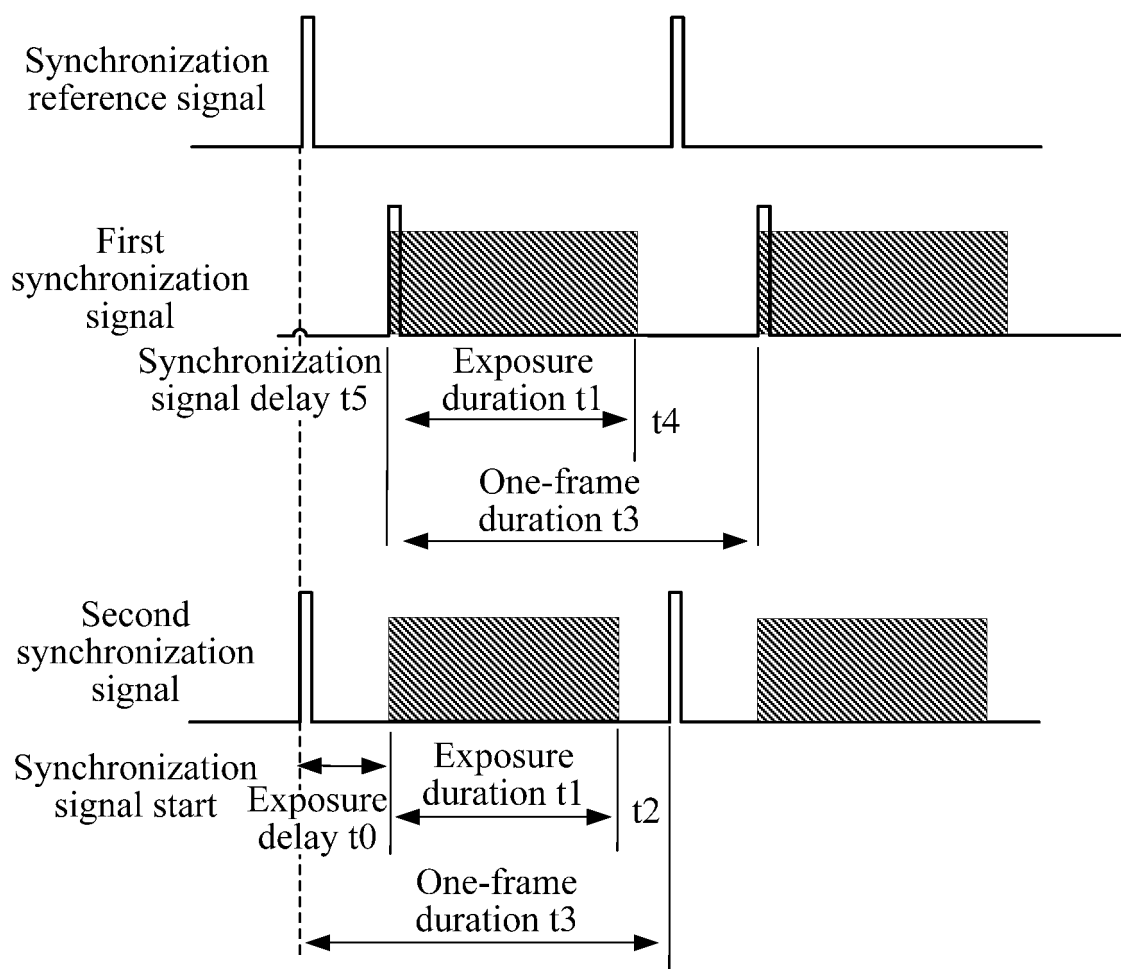 Synchronization
reference signal
First
synchronization
signal
Synchronization
signal delay t5
Exposure
duration t1
t4
One-frame
duration t3
Second
synchronization
signal
Synchronization
signal start
Exposure
delay t0
Exposure
duration t1
t2
One-frame
duration t3